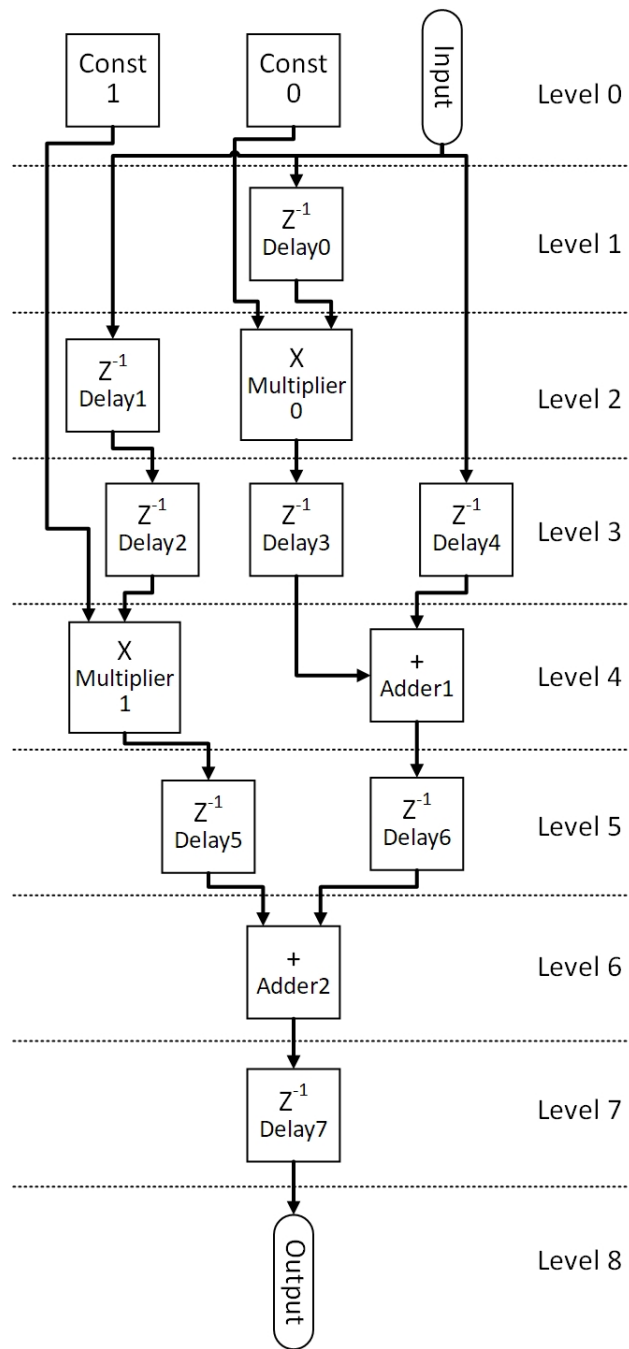 Const
1
Const
0
Input
Level 0
Z⁻¹
Delay0
Level 1
Z⁻¹
Delay1
X
Multiplier
0
Level 2
Z⁻¹
Delay2
Z⁻¹
Delay3
Z⁻¹
Delay4
Level 3
X
Multiplier
1
+
Adder1
Level 4
Z⁻¹
Delay5
Z⁻¹
Delay6
Level 5
+
Adder2
Level 6
Z⁻¹
Delay7
Level 7
Output
Level 8